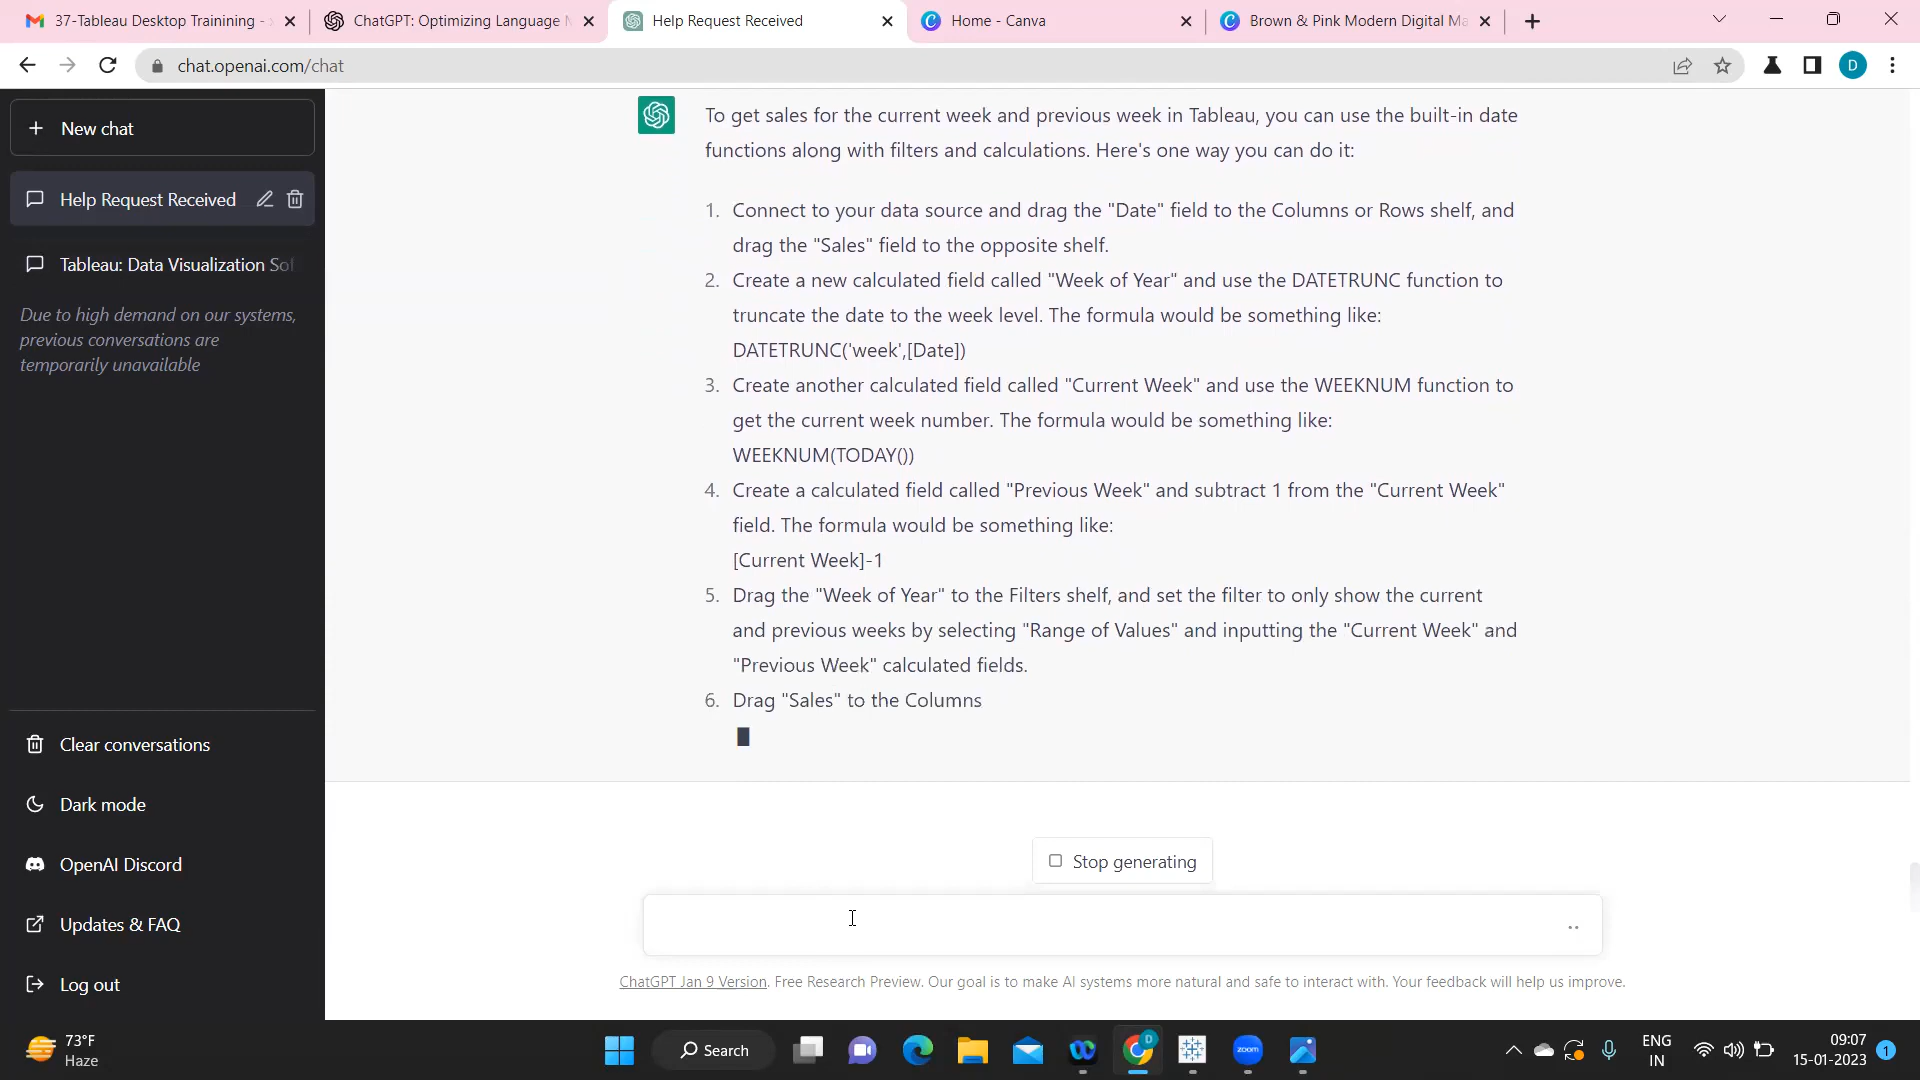 37-Tableau Desktop Trainining -
ChatGPT: Optimizing Language
Help Request Received
Home - Canva
Brown & Pink Modern Digital Ma
chat.openai.com/chat
D
New chat
Help Request Received
Tableau: Data Visualization Sof
Due to high demand on our systems,
previous conversations are
temporarily unavailable
Clear conversations
Dark mode
OpenAI Discord
Updates & FAQ
Log out
To get sales for the current week and previous week in Tableau, you can use the built-in date
functions along with filters and calculations. Here's one way you can do it:
1. Connect to your data source and drag the "Date" field to the Columns or Rows shelf, and
drag the "Sales" field to the opposite shelf.
2. Create a new calculated field called "Week of Year" and use the DATETRUNC function to
truncate the date to the week level. The formula would be something like:
DATETRUNC('week',[Date])
3. Create another calculated field called "Current Week" and use the WEEKNUM function to
get the current week number. The formula would be something like:
WEEKNUM(TODAY())
4. Create a calculated field called "Previous Week" and subtract 1 from the "Current Week"
field. The formula would be something like:
[Current Week]-1
5. Drag the "Week of Year" to the Filters shelf, and set the filter to only show the current
and previous weeks by selecting "Range of Values" and inputting the "Current Week" and
"Previous Week" calculated fields.
6. Drag "Sales" to the Columns
Stop generating
ChatGPT Jan 9 Version. Free Research Preview. Our goal is to make AI systems more natural and safe to interact with. Your feedback will help us improve.
73°F
Haze
Search
zoom
D
ENG
IN
09:07
15-01-2023
1